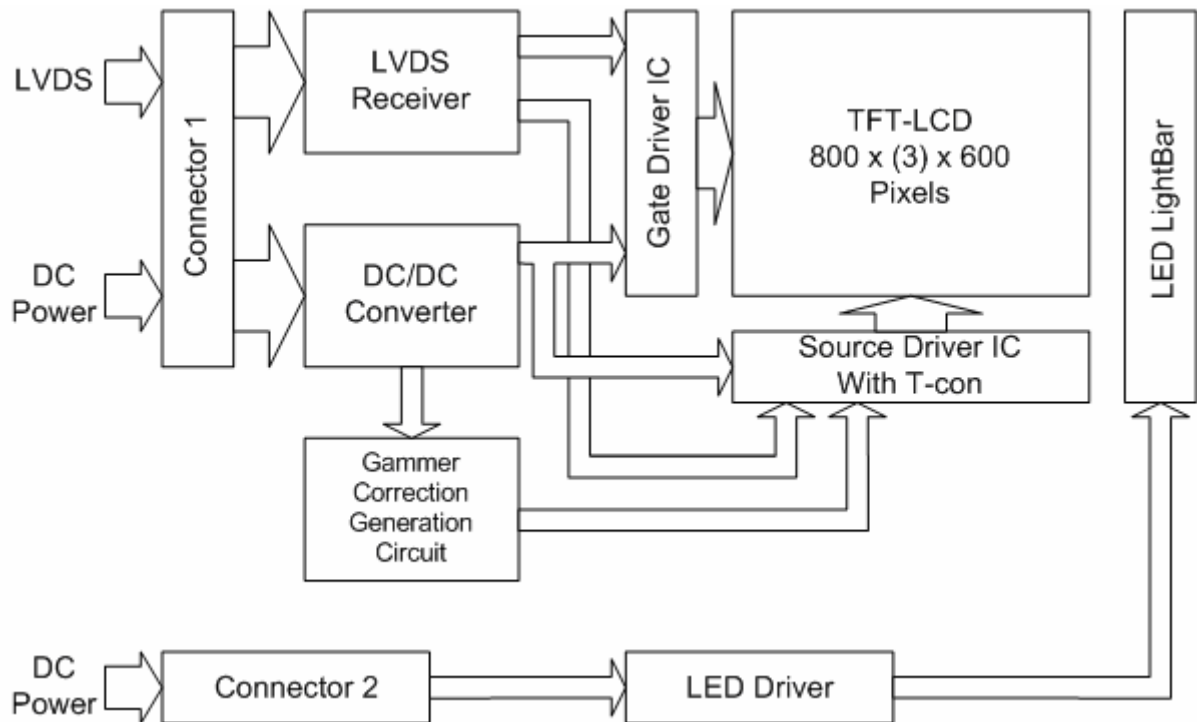 LVDS
Connector 1
LVDS
Receiver
Gate Driver IC
TFT-LCD
800 x (3) x 600
Pixels
LED LightBar
DC
Power
DC/DC
Converter
Source Driver IC
With T-con
Gammer
Correction
Generation
Circuit
DC
Power
Connector 2
LED Driver